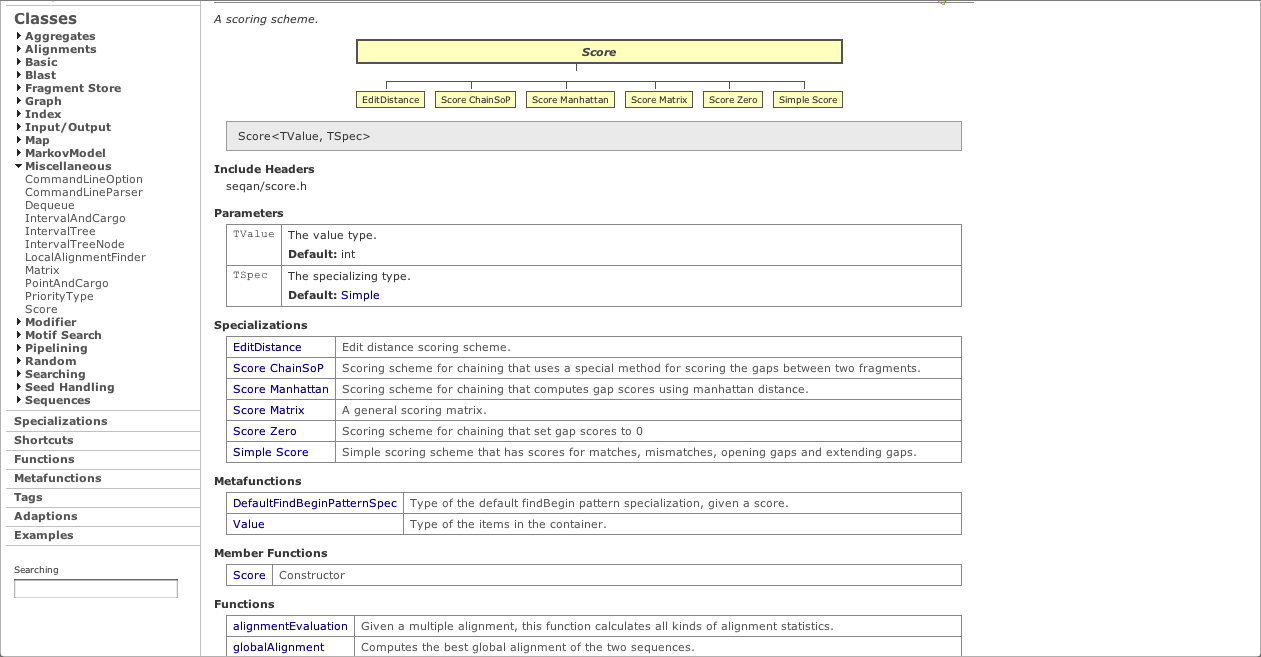 Classes
Aggregates
Alignments
Basic
Blast
Fragment Store
Graph
Index
Input/Output
Map
MarkovModel
Miscellaneous
CommandLineOption
CommandLineParser
Dequeue
IntervalAndCargo
IntervalTree
IntervalTreeNode
LocalAlignmentFinder
Matrix
PointAndCargo
PriorityType
Score
Modifier
Motif Search
Pipelining
Random
Searching
Seed Handling
Sequences
Specializations
Shortcuts
Functions
Metafunctions
Tags
Adaptions
Examples
Searching
A scoring scheme.
Score
EditDistance Score ChainSoP Score Manhattan Score Matrix Score Zero Simple Score
Score<TValue, TSpec>
Include Headers
seqan/score.h
Parameters
TValue The value type.
Default: int
TSpec The specializing type.
Default: Simple
Specializations
EditDistance Edit distance scoring scheme.
Score ChainSoP Scoring scheme for chaining that uses a special method for scoring the gaps between two fragments.
Score Manhattan Scoring scheme for chaining that computes gap scores using manhattan distance.
Score Matrix A general scoring matrix.
Score Zero Scoring scheme for chaining that set gap scores to 0
Simple Score Simple scoring scheme that has scores for matches, mismatches, opening gaps and extending gaps.
Metafunctions
DefaultFindBeginPatternSpec Type of the default findBegin pattern specialization, given a score.
Value Type of the items in the container.
Member Functions
Score Constructor
Functions
alignmentEvaluation Given a multiple alignment, this function calculates all kinds of alignment statistics.
globalAlignment Computes the best global alignment of the two sequences.